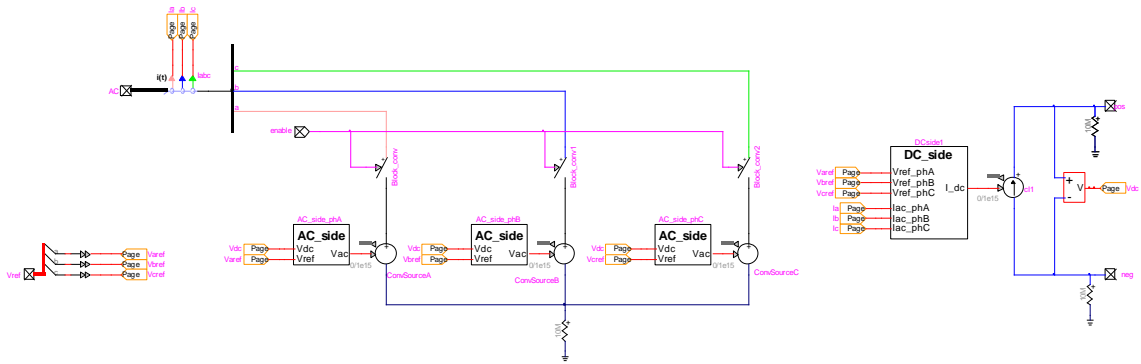 Page
Page
Page
Ia
Ib
Ic
i(t)
Iabc
AC
c
b
a
enable
Block_conv
Block_conv1
Block_conv2
AC_side_phA
AC_side
Vdc
Vref
Vac
Vdc
Page
Varef
Page
0/1e15
ConvSourceA
AC_side_phB
AC_side
Vdc
Vref
Vac
Vdc
Page
Vbref
Page
0/1e15
ConvSourceB
AC_side_phC
AC_side
Vdc
Vref
Vac
Vdc
Page
Vcref
Page
0/1e15
ConvSourceC
10M
Vref
a
b
c
Page
Varef
Page
Vbref
Page
Vcref
DCside1
DC_side
Vref_phA
Vref_phB
Vref_phC
I_dc
Iac_phA
Iac_phB
Iac_phC
Varef
Page
Vbref
Page
Vcref
Page
Ia
Page
Ib
Page
Ic
Page
0/1e15
cI1
+
V
-
Page
Vdc
pos
10M
neg
10M